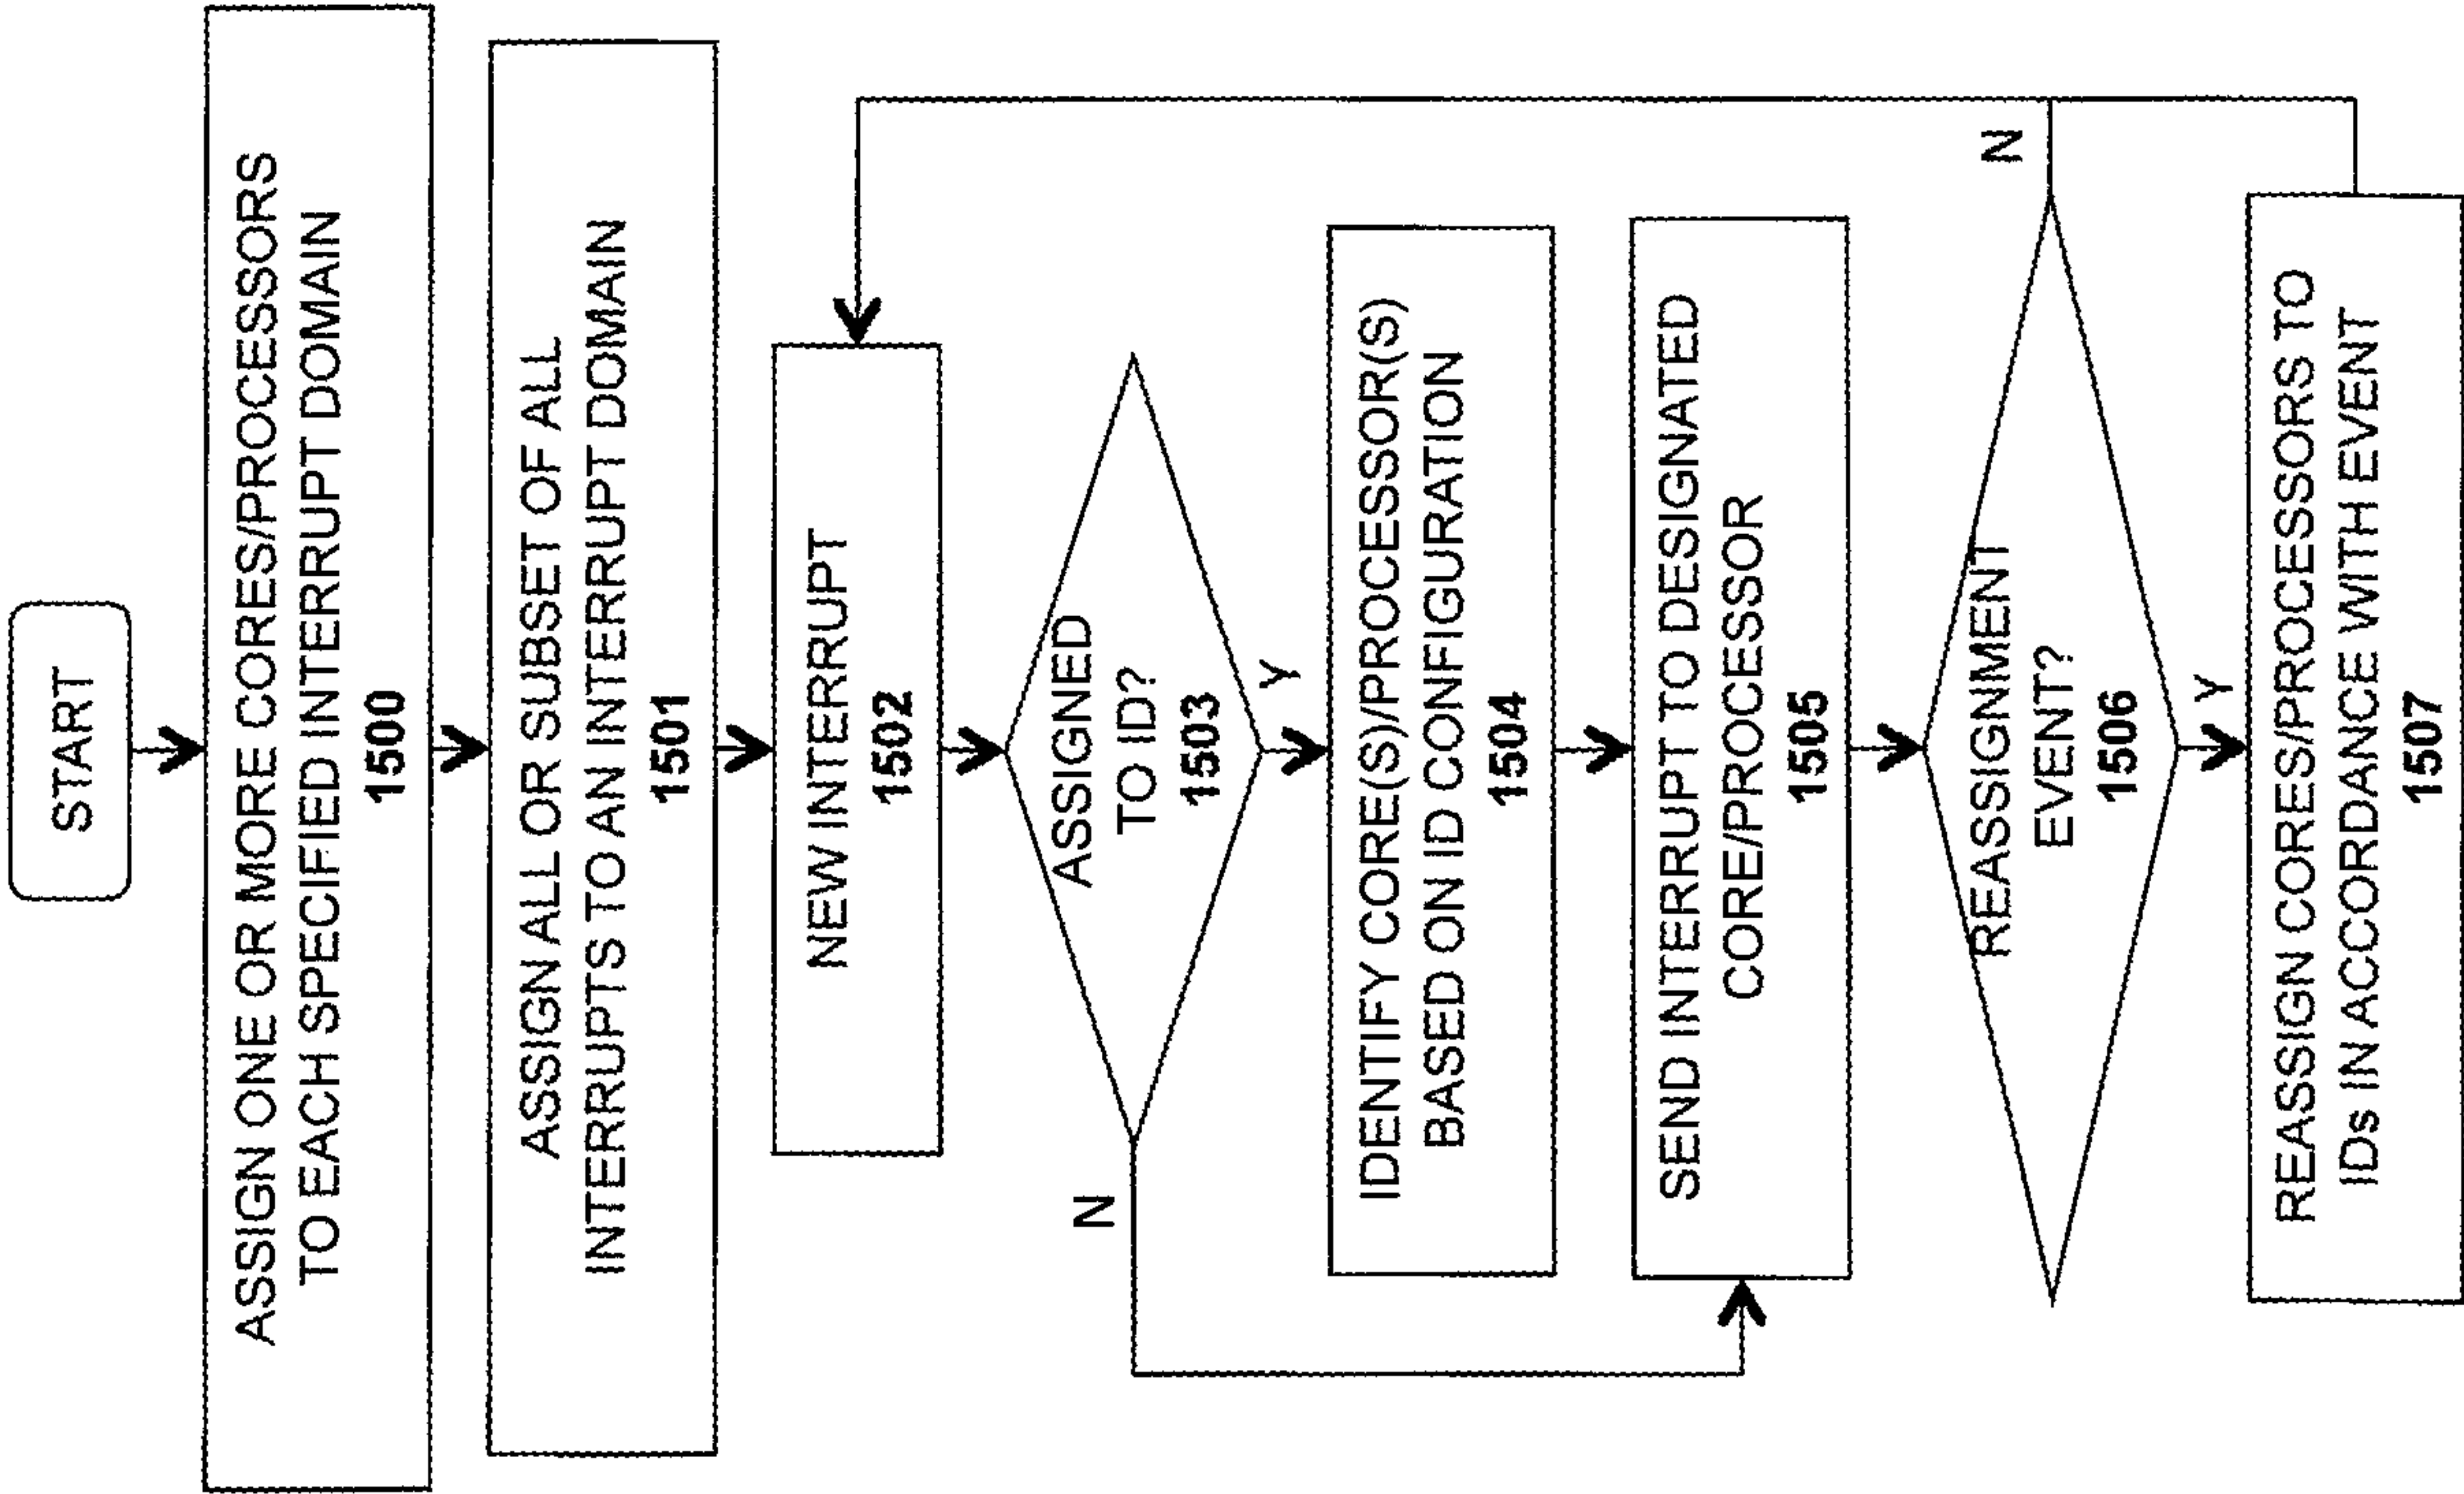 START
ASSIGN ONE OR MORE CORES/PROCESSORS
TO EACH SPECIFIED INTERRUPT DOMAIN
1500
ASSIGN ALL OR SUBSET OF ALL
INTERRUPTS TO AN INTERRUPT DOMAIN
1501
NEW INTERRUPT
1502
ASSIGNED
TO ID?
1503
N
Y
IDENTIFY CORE(S)/PROCESSOR(S)
BASED ON ID CONFIGURATION
1504
SEND INTERRUPT TO DESIGNATED
CORE/PROCESSOR
1505
REASSIGNMENT
EVENT?
1506
N
Y
REASSIGN CORES/PROCESSORS TO
IDs IN ACCORDANCE WITH EVENT
1507